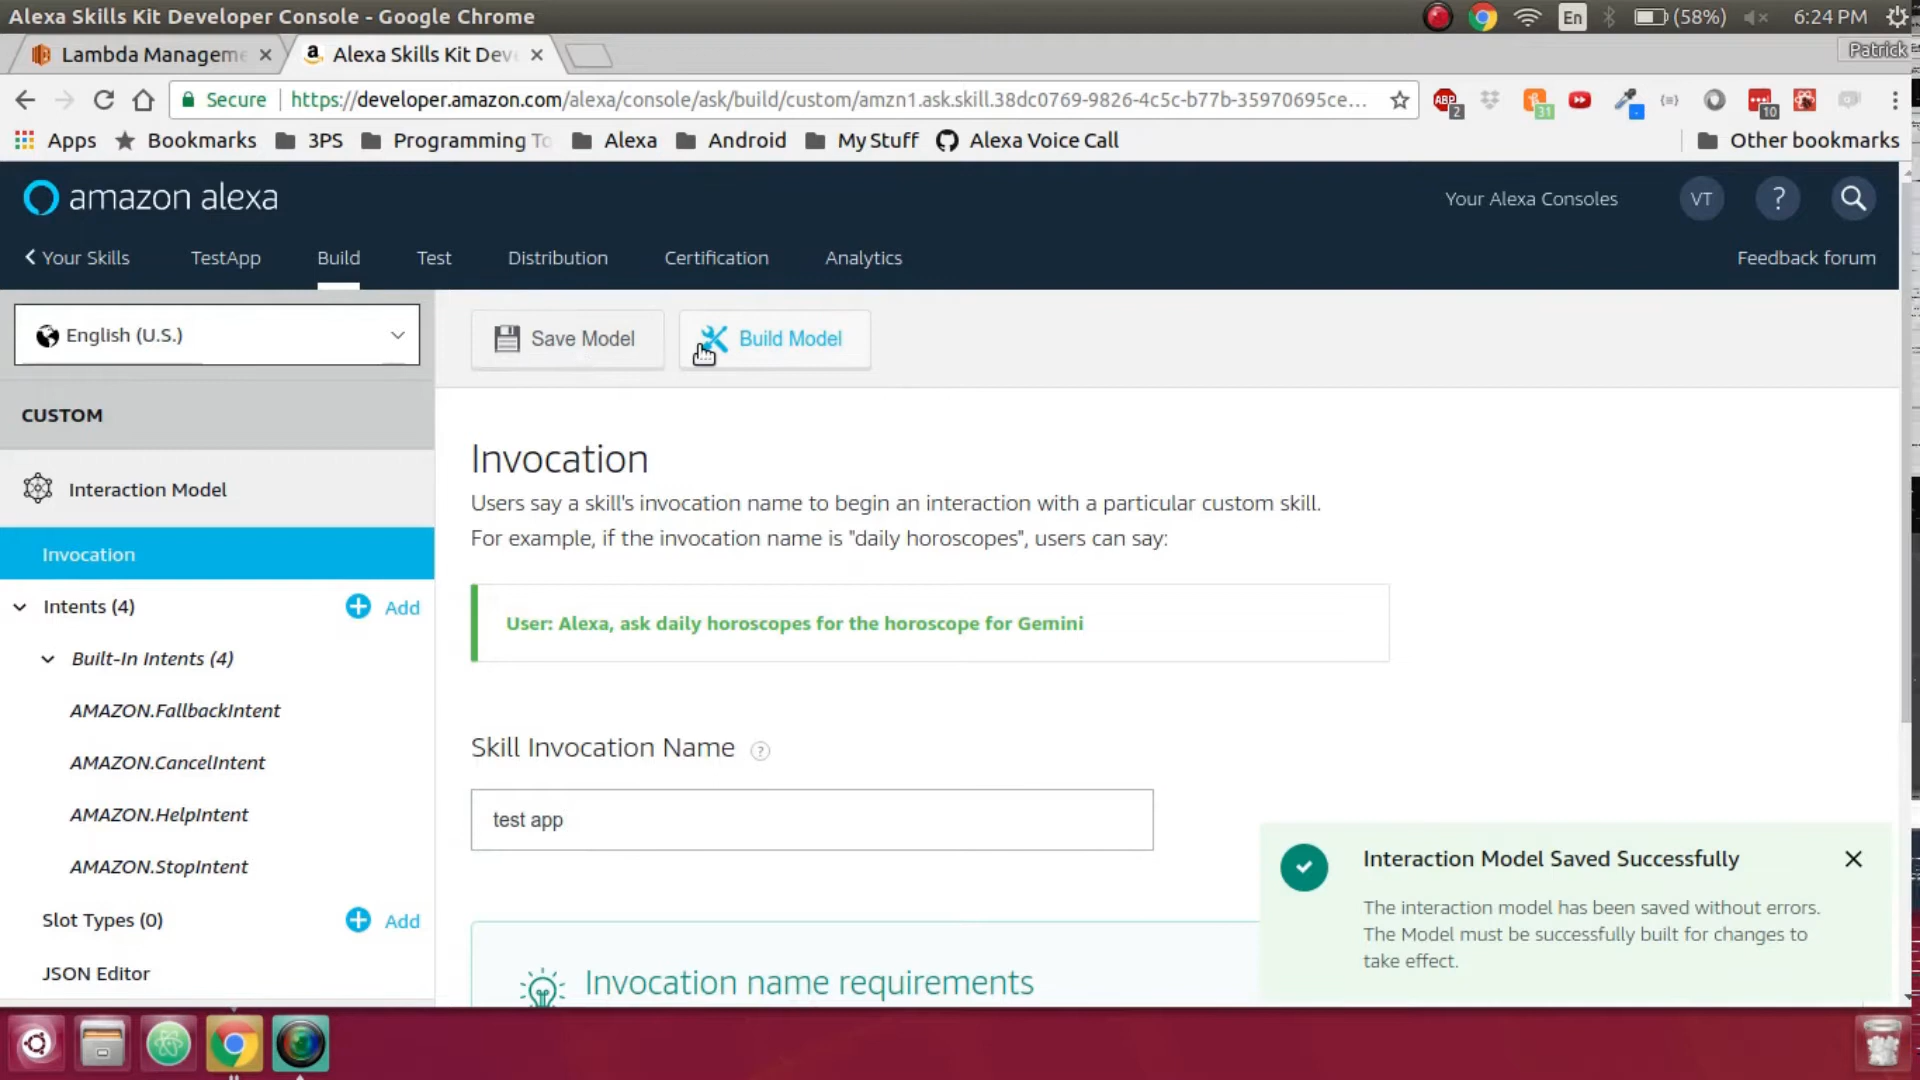 Alexa Skills Kit Developer Console - Google Chrome
En
(58%)
6:24 PM
Lambda Manageme
Alexa Skills Kit Dev
Patrick
Secure
https://developer.amazon.com/alexa/console/ask/build/custom/amzn1.ask.skill.38dc0769-9826-4c5c-b77b-35970695ce...
ABP
2
31
10
Apps
Bookmarks
3PS
Programming To
Alexa
Android
My Stuff
Alexa Voice Call
Other bookmarks
amazon alexa
Your Alexa Consoles
VT
?
Your Skills
TestApp
Build
Test
Distribution
Certification
Analytics
Feedback forum
English (U.S.)
Save Model
Build Model
CUSTOM
Interaction Model
Invocation
Intents (4)
Add
Built-In Intents (4)
AMAZON.FallbackIntent
AMAZON.CancelIntent
AMAZON.HelpIntent
AMAZON.StopIntent
Slot Types (0)
Add
JSON Editor
Invocation
Users say a skill's invocation name to begin an interaction with a particular custom skill.
For example, if the invocation name is "daily horoscopes", users can say:
User: Alexa, ask daily horoscopes for the horoscope for Gemini
Skill Invocation Name ?
test app
Invocation name requirements
Interaction Model Saved Successfully
The interaction model has been saved without errors.
The Model must be successfully built for changes to
take effect.